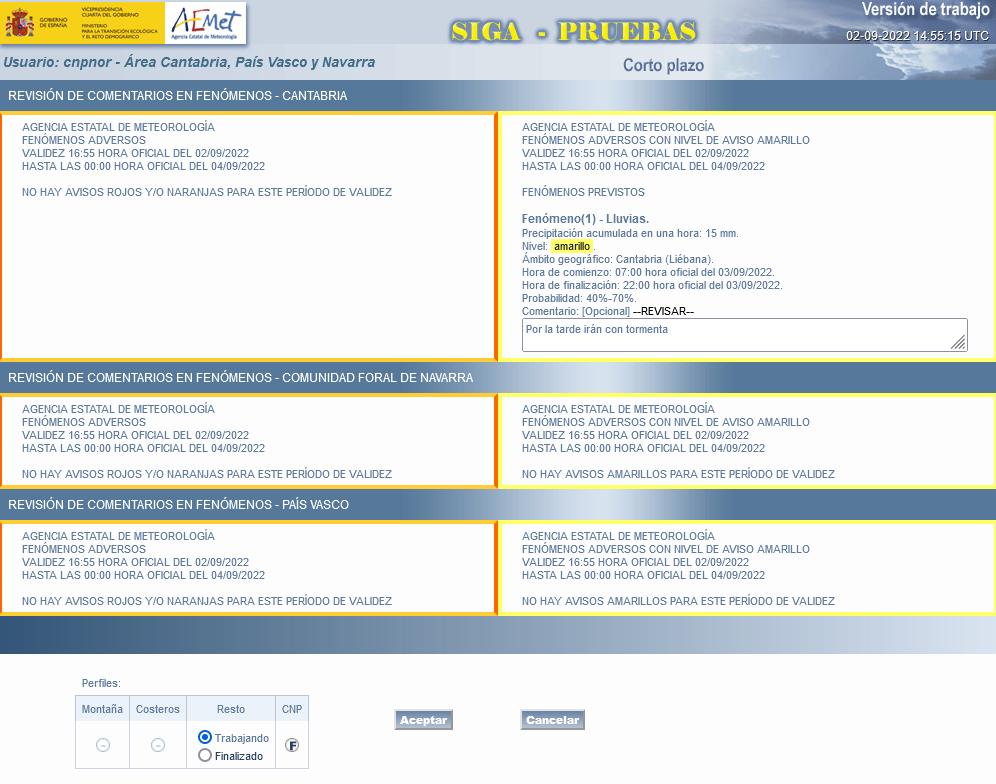 GOBIERNO
DE ESPAÑA
VICEPRESIDENCIA
CUARTA DEL GOBIERNO
MINISTERIO
PARA LA TRANSICIÓN ECOLÓGICA
Y EL RETO DEMOGRÁFICO
AEMet
Agencia Estatal de Meteorología
SIGA - PRUEBAS
Versión de trabajo
02-09-2022 14:55:15 UTC
Usuario: cnpnor - Área Cantabria, País Vasco y Navarra
Corto plazo
REVISIÓN DE COMENTARIOS EN FENÓMENOS - CANTABRIA
AGENCIA ESTATAL DE METEOROLOGÍA
FENÓMENOS ADVERSOS
VALIDEZ 16:55 HORA OFICIAL DEL 02/09/2022
HASTA LAS 00:00 HORA OFICIAL DEL 04/09/2022
NO HAY AVISOS ROJOS Y/O NARANJAS PARA ESTE PERÍODO DE VALIDEZ
AGENCIA ESTATAL DE METEOROLOGÍA
FENÓMENOS ADVERSOS CON NIVEL DE AVISO AMARILLO
VALIDEZ 16:55 HORA OFICIAL DEL 02/09/2022
HASTA LAS 00:00 HORA OFICIAL DEL 04/09/2022
FENÓMENOS PREVISTOS
Fenómeno(1) - Lluvias.
Precipitación acumulada en una hora: 15 mm.
Nivel: amarillo.
Ámbito geográfico: Cantabria (Liébana).
Hora de comienzo: 07:00 hora oficial del 03/09/2022.
Hora de finalización: 22:00 hora oficial del 03/09/2022.
Probabilidad: 40%-70%.
Comentario: [Opcional] --REVISAR--
Por la tarde irán con tormenta
REVISIÓN DE COMENTARIOS EN FENÓMENOS - COMUNIDAD FORAL DE NAVARRA
AGENCIA ESTATAL DE METEOROLOGÍA
FENÓMENOS ADVERSOS
VALIDEZ 16:55 HORA OFICIAL DEL 02/09/2022
HASTA LAS 00:00 HORA OFICIAL DEL 04/09/2022
NO HAY AVISOS ROJOS Y/O NARANJAS PARA ESTE PERÍODO DE VALIDEZ
AGENCIA ESTATAL DE METEOROLOGÍA
FENÓMENOS ADVERSOS CON NIVEL DE AVISO AMARILLO
VALIDEZ 16:55 HORA OFICIAL DEL 02/09/2022
HASTA LAS 00:00 HORA OFICIAL DEL 04/09/2022
NO HAY AVISOS AMARILLOS PARA ESTE PERÍODO DE VALIDEZ
REVISIÓN DE COMENTARIOS EN FENÓMENOS - PAÍS VASCO
AGENCIA ESTATAL DE METEOROLOGÍA
FENÓMENOS ADVERSOS
VALIDEZ 16:55 HORA OFICIAL DEL 02/09/2022
HASTA LAS 00:00 HORA OFICIAL DEL 04/09/2022
NO HAY AVISOS ROJOS Y/O NARANJAS PARA ESTE PERÍODO DE VALIDEZ
AGENCIA ESTATAL DE METEOROLOGÍA
FENÓMENOS ADVERSOS CON NIVEL DE AVISO AMARILLO
VALIDEZ 16:55 HORA OFICIAL DEL 02/09/2022
HASTA LAS 00:00 HORA OFICIAL DEL 04/09/2022
NO HAY AVISOS AMARILLOS PARA ESTE PERÍODO DE VALIDEZ
Perfiles:
Montaña Costeros Resto CNP
- - Trabajando F
Finalizado
Aceptar Cancelar